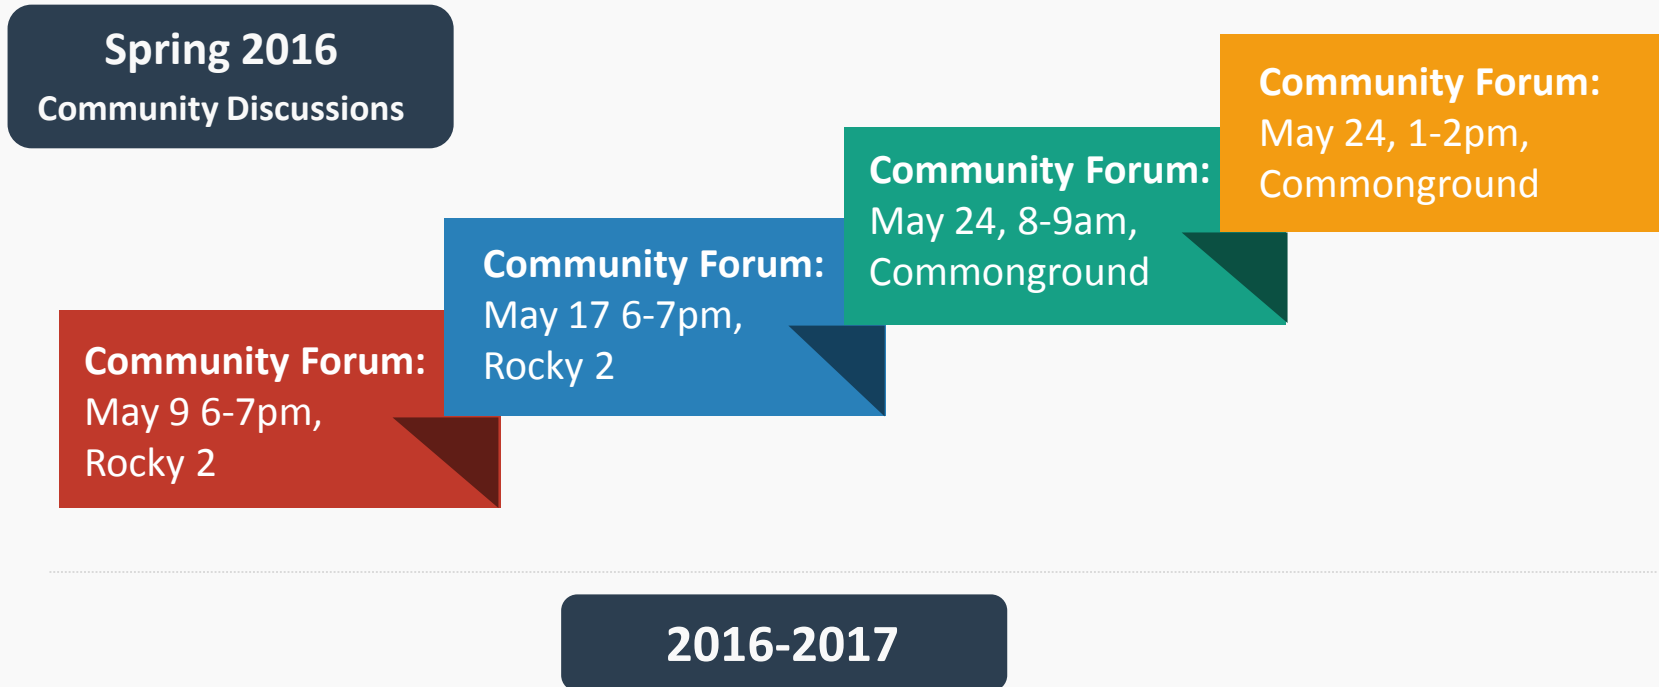 Spring 2016
Community Discussions
Community Forum:
May 9 6-7pm,
Rocky 2
Community Forum:
May 17 6-7pm,
Rocky 2
Community Forum:
May 24, 8-9am,
Commonground
Community Forum:
May 24, 1-2pm,
Commonground
2016-2017